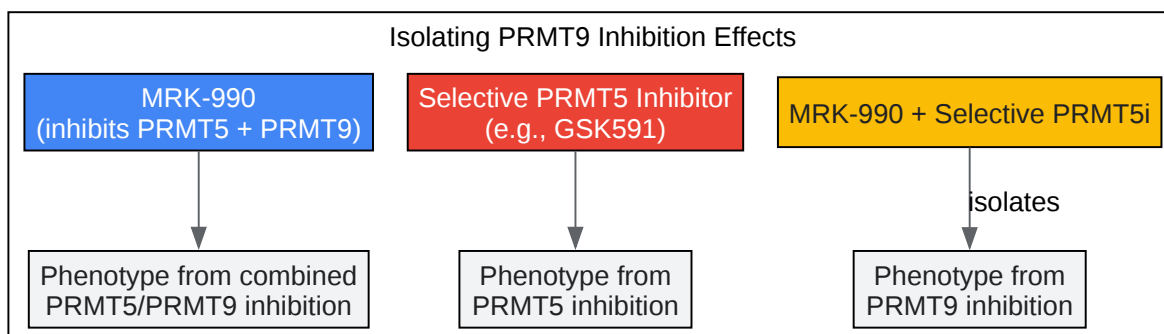 Isolating PRMT9 Inhibition Effects
MRK-990
(inhibits PRMT5 + PRMT9)
Selective PRMT5 Inhibitor
(e.g., GSK591)
MRK-990 + Selective PRMT5i
isolates
Phenotype from combined
PRMT5/PRMT9 inhibition
Phenotype from
PRMT5 inhibition
Phenotype from
PRMT9 inhibition